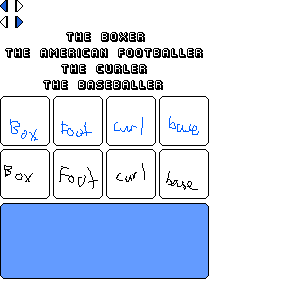 THE BOXER
THE AMERICAN FOOTBALLER
THE CURLER
THE BASEBALLER
Box Foot curl base
Box Foot curl base